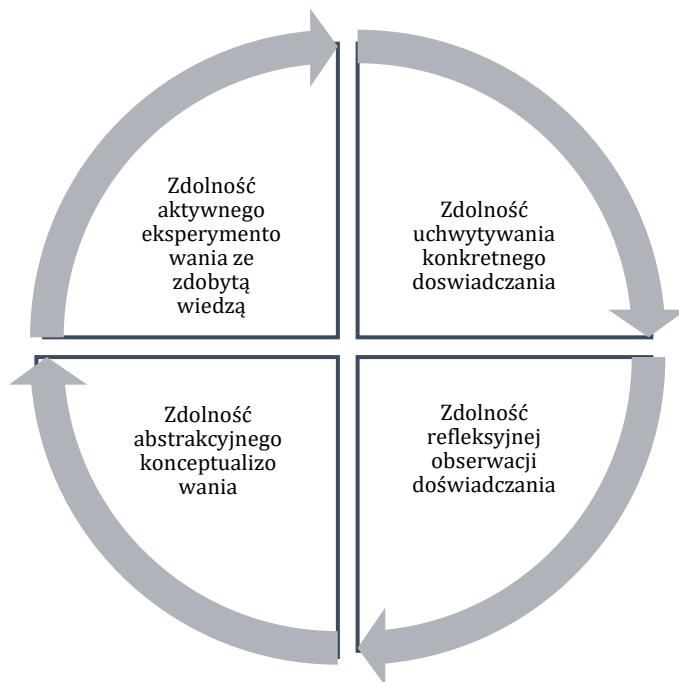 Zdolność
aktywnego
eksperymento
wania ze
zdobytą
wiedzą
Zdolność
uchwytywania
konkretnego
doswiadczania
Zdolność
abstrakcyjnego
konceptualizo
wania
Zdolność
refleksyjnej
obserwacji
doświadczania